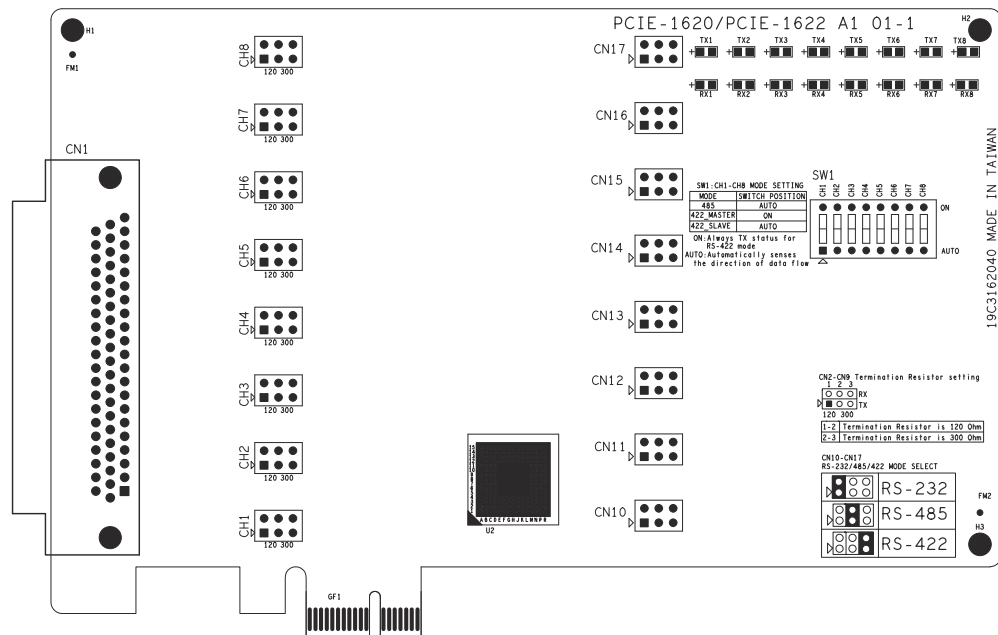 PCIE-1620/PCIE-1622 A1 01-1
H1
H2
FM1
CN1
CH8
120 300
CH7
120 300
CH6
120 300
CH5
120 300
CH4
120 300
CH3
120 300
CH2
120 300
CH1
120 300
CN17
CN16
CN15
CN14
CN13
CN12
CN11
CN10
TX1 TX2 TX3 TX4 TX5 TX6 TX7 TX8
+ + + + + + + +
+ + + + + + + +
RX1 RX2 RX3 RX4 RX5 RX6 RX7 RX8
SW1:CH1-CH8 MODE SETTING
MODE SWITCH POSITION
485 AUTO
422_MASTER ON
422_SLAVE AUTO
ON:Always TX status for
RS-422 mode
AUTO:Automatically senses
the direction of data flow
SW1
CH1 CH2 CH3 CH4 CH5 CH6 CH7 CH8
ON
AUTO
19C3162040 MADE IN TAIWAN
CN2-CN9 Termination Resistor setting
1 2 3
RX
TX
120 300
1-2 Termination Resistor is 120 Ohm
2-3 Termination Resistor is 300 Ohm
CN10-CN17
RS-232/485/422 MODE SELECT
RS-232
RS-485
RS-422
FM2
H3
ABCDEFGHJKLMNPR
U2
GF1